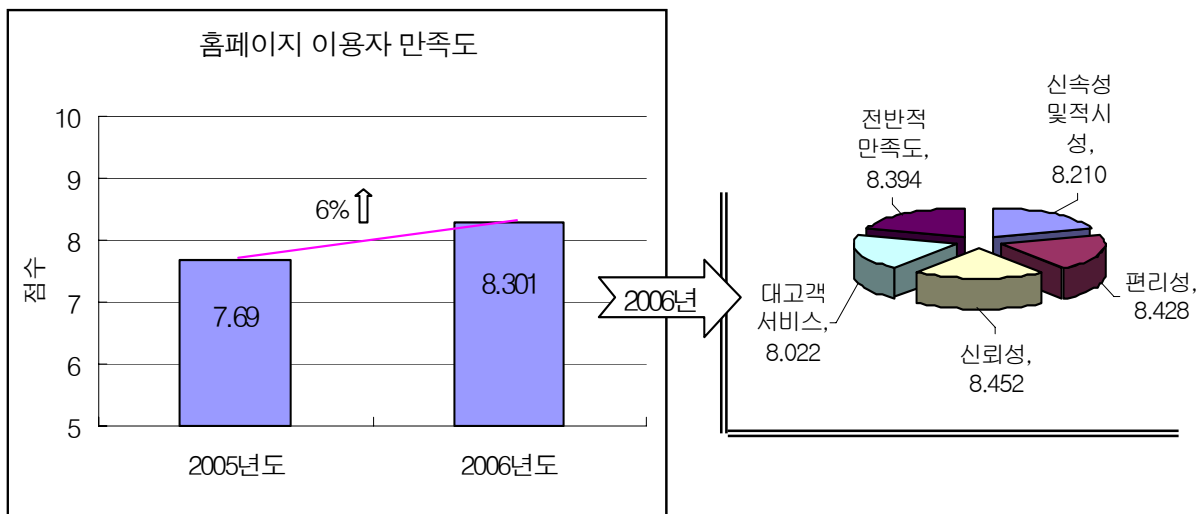 홈페이지 이용자 만족도
10
9
8
7
6
5
점수
6%
7.69
8.301
2005년도
2006년도
2006년
전반적
만족도,
8.394
신속성
및적시
성,
8.210
대고객
서비스,
8.022
편리성,
8.428
신뢰성,
8.452